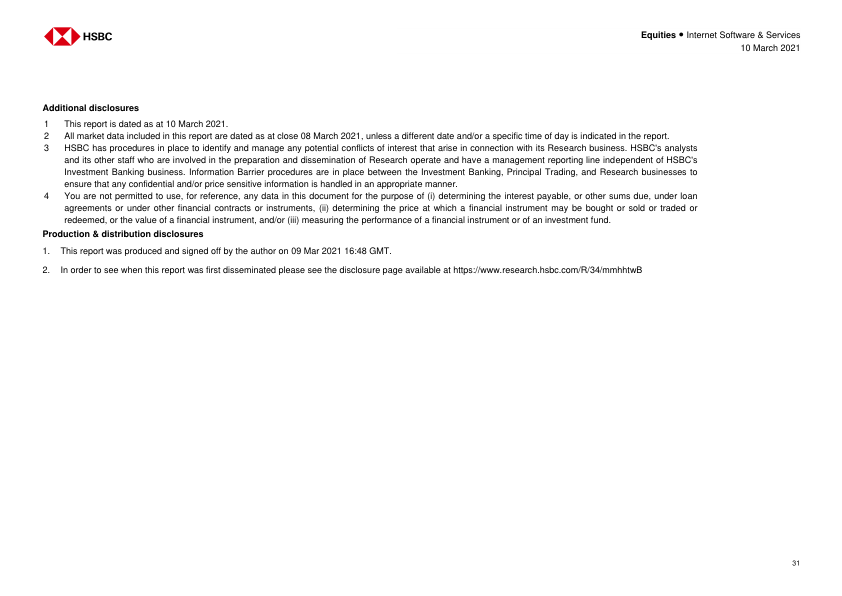 HSBC
Equities ● Internet Software & Services
10 March 2021
Additional disclosures
1 This report is dated as at 10 March 2021.
2 All market data included in this report are dated as at close 08 March 2021, unless a different date and/or a specific time of day is indicated in the report.
3 HSBC has procedures in place to identify and manage any potential conflicts of interest that arise in connection with its Research business. HSBC's analysts
and its other staff who are involved in the preparation and dissemination of Research operate and have a management reporting line independent of HSBC's
Investment Banking business. Information Barrier procedures are in place between the Investment Banking, Principal Trading, and Research businesses to
ensure that any confidential and/or price sensitive information is handled in an appropriate manner.
4 You are not permitted to use, for reference, any data in this document for the purpose of (i) determining the interest payable, or other sums due, under loan
agreements or under other financial contracts or instruments, (ii) determining the price at which a financial instrument may be bought or sold or traded or
redeemed, or the value of a financial instrument, and/or (iii) measuring the performance of a financial instrument or of an investment fund.
Production & distribution disclosures
1. This report was produced and signed off by the author on 09 Mar 2021 16:48 GMT.
2. In order to see when this report was first disseminated please see the disclosure page available at https://www.research.hsbc.com/R/34/mmhhtwB
31